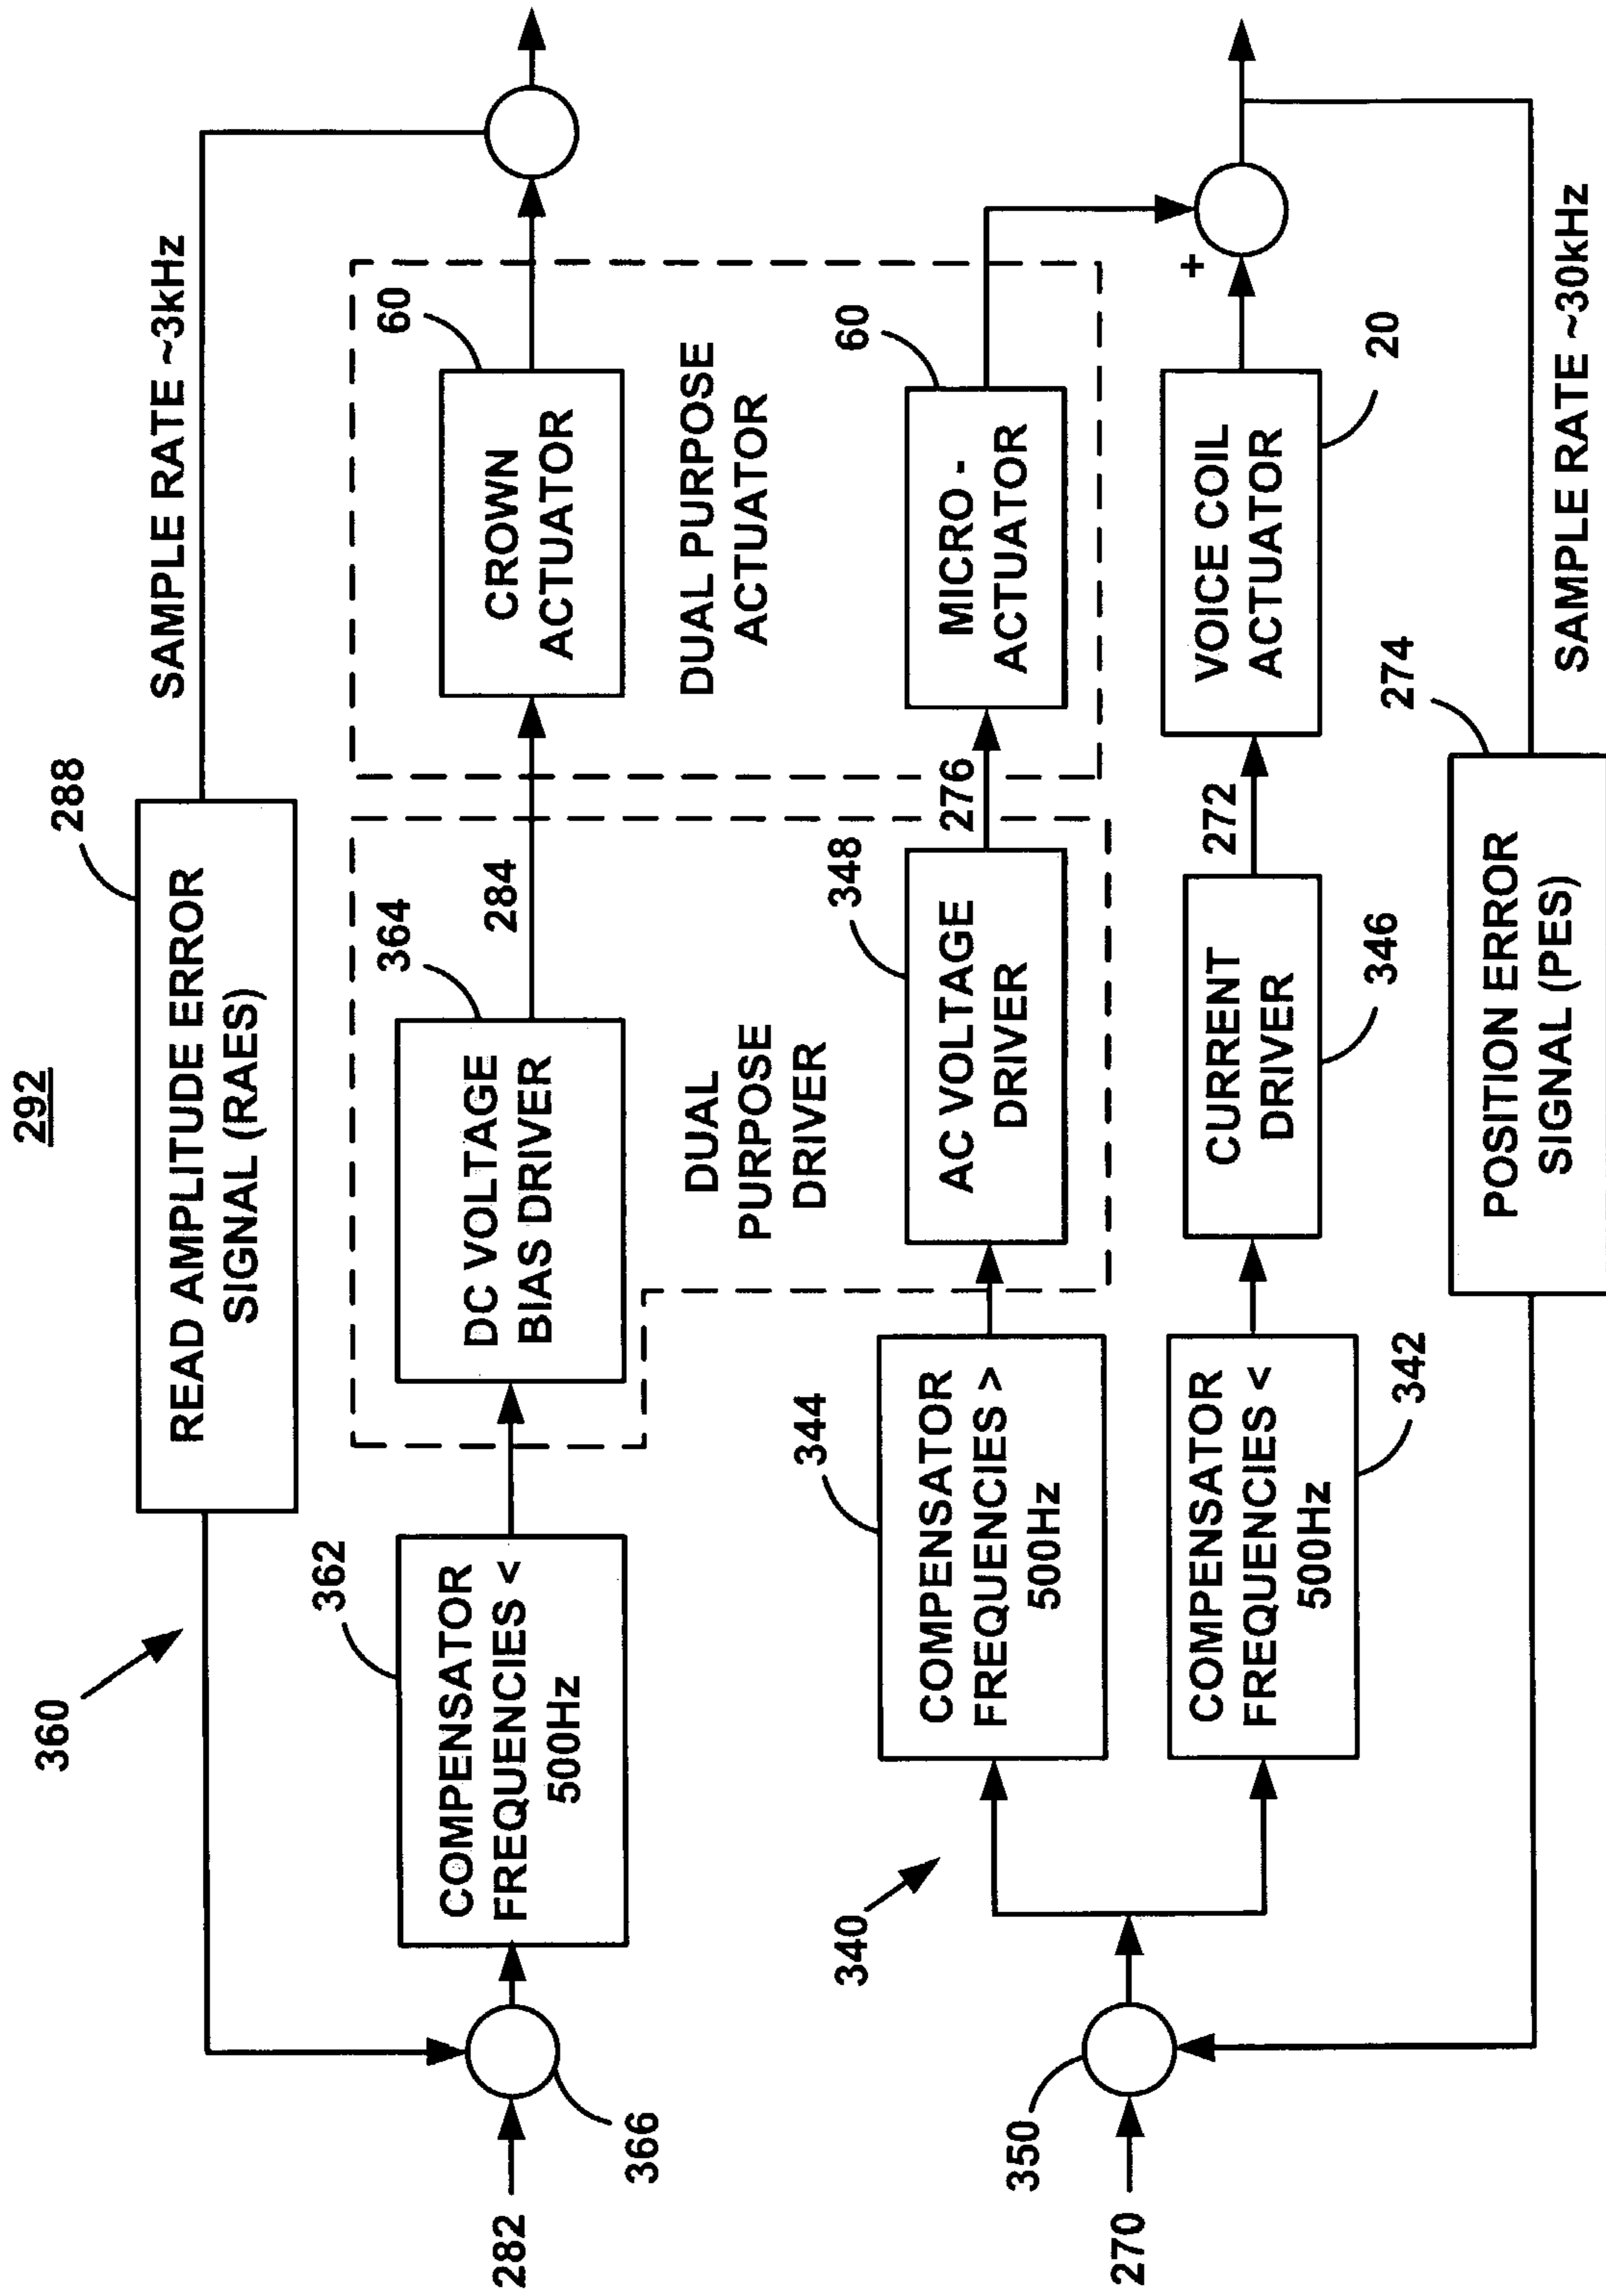 292
360
READ AMPLITUDE ERROR
SIGNAL (RAES)
288
SAMPLE RATE ~3kHz
282
366
362
COMPENSATOR
FREQUENCIES <
500Hz
364
DC VOLTAGE
BIAS DRIVER
284
60
CROWN
ACTUATOR
DUAL
PURPOSE
DRIVER
DUAL PURPOSE
ACTUATOR
340
344
COMPENSATOR
FREQUENCIES >
500Hz
348
AC VOLTAGE
DRIVER
276
60
MICRO -
ACTUATOR
+
350
270
COMPENSATOR
FREQUENCIES <
500Hz
342
CURRENT
DRIVER
346
272
VOICE COIL
ACTUATOR
20
274
POSITION ERROR
SIGNAL (PES)
SAMPLE RATE ~30kHz